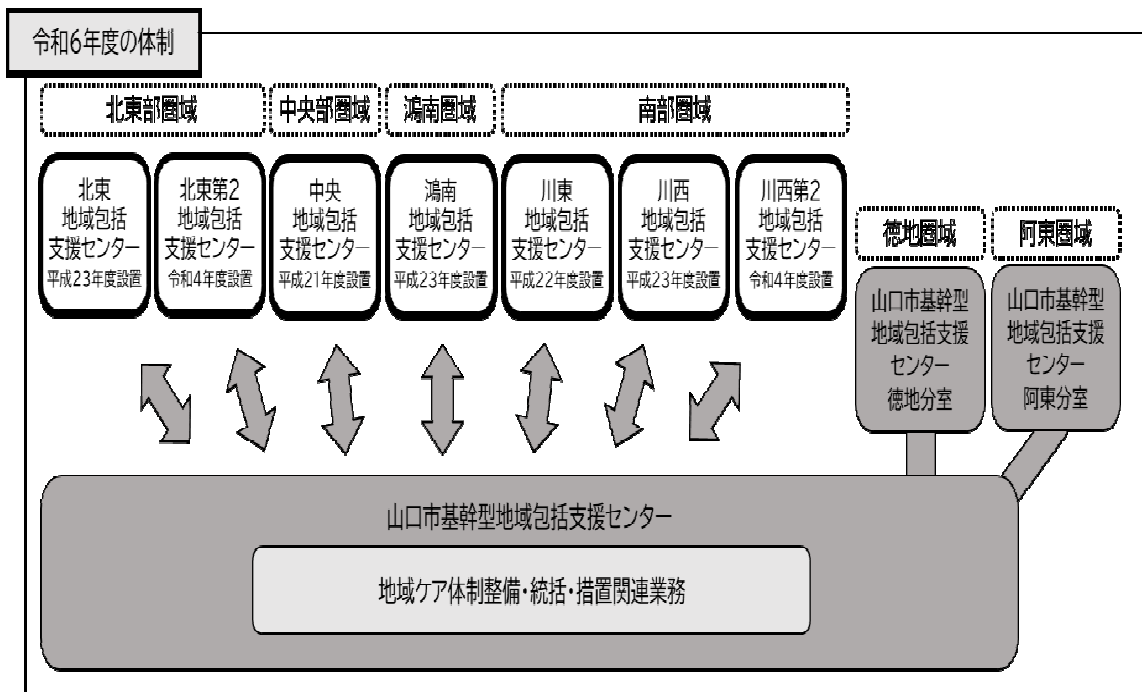 令和6年度の体制
北東部圏域
中央部圏域
鴻南圏域
南部圏域
北東
地域包括
支援センター
平成23年度設置
北東第2
地域包括
支援センター
令和4年度設置
中央
地域包括
支援センター
平成21年度設置
鴻南
地域包括
支援センター
平成23年度設置
川東
地域包括
支援センター
平成22年度設置
川西
地域包括
支援センター
平成23年度設置
川西第2
地域包括
支援センター
令和4年度設置
徳地圏域
山口市基幹型
地域包括支援
センター
徳地分室
阿東圏域
山口市基幹型
地域包括支援
センター
阿東分室
山口市基幹型地域包括支援センター
地域ケア体制整備・統括・措置関連業務